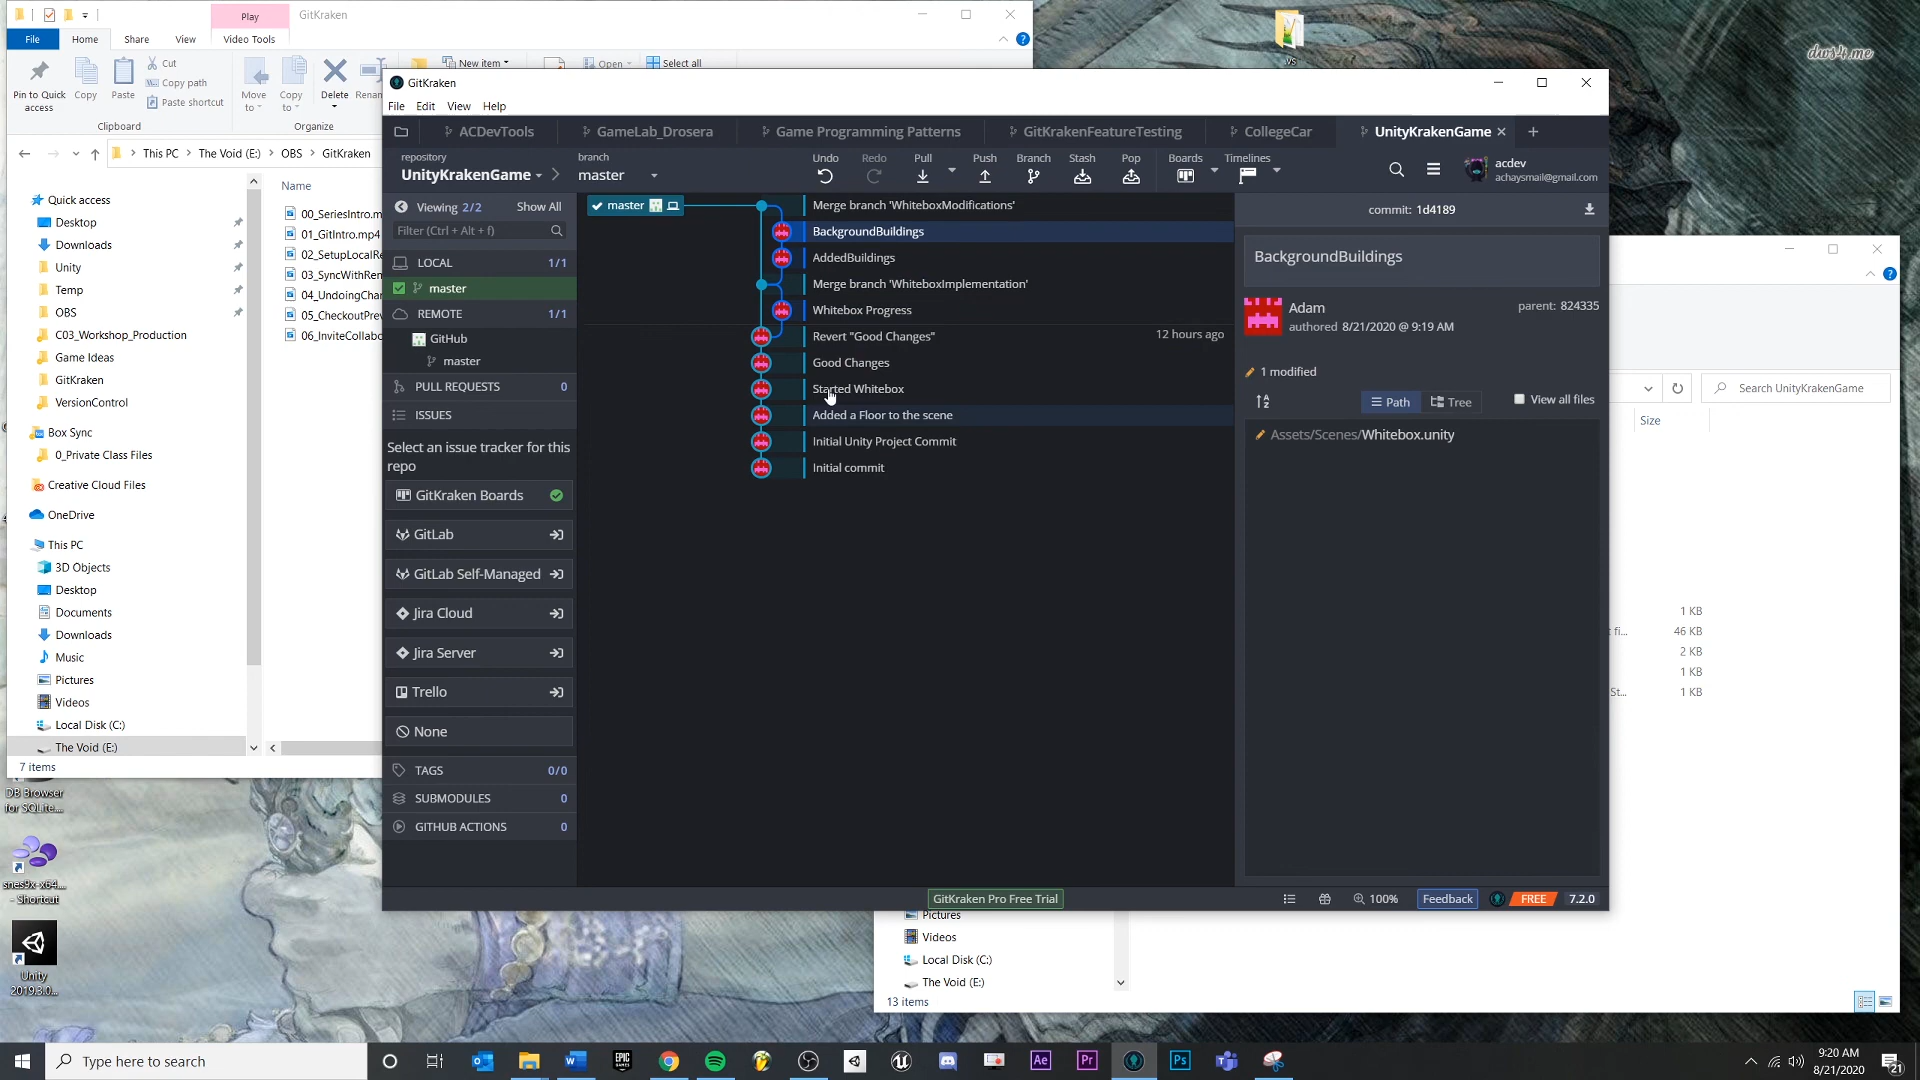 Play
GitKraken
File
Home
Share
View
Video Tools
Pin to Quick access
Copy
Paste
Cut
Copy path
Paste shortcut
Clipboard
Move to
Copy to
Delete
Organize
New item
Open
Select all
This PC > The Void (E:) > OBS > GitKraken
Quick access
Desktop
Downloads
Unity
Temp
OBS
C03_Workshop_Production
Game Ideas
GitKraken
VersionControl
Box Sync
0_Private Class Files
Creative Cloud Files
OneDrive
This PC
3D Objects
Desktop
Documents
Downloads
Music
Pictures
Videos
Local Disk (C:)
The Void (E:)
7 items
Name
00_SeriesIntro.m
01_GitIntro.mp4
02_SetupLocalRe
03_SyncWithRem
04_UndoingChar
05_CheckoutPrev
06_InviteCollabo
GitKraken
File Edit View Help
ACDevTools
GameLab_Drosera
Game Programming Patterns
GitKrakenFeatureTesting
CollegeCar
UnityKrakenGame
repository
UnityKrakenGame
branch
master
Undo
Redo
Pull
Push
Branch
Stash
Pop
Boards
Timelines
acdev
achaysmail@gmail.com
Viewing 2/2
Show All
Filter (Ctrl + Alt + f)
LOCAL 1/1
master
REMOTE 1/1
GitHub
master
PULL REQUESTS 0
ISSUES
Select an issue tracker for this repo
GitKraken Boards
GitLab
GitLab Self-Managed
Jira Cloud
Jira Server
Trello
None
TAGS 0/0
SUBMODULES 0
GITHUB ACTIONS 0
master
Merge branch 'WhiteboxModifications'
BackgroundBuildings
AddedBuildings
Merge branch 'WhiteboxImplementation'
Whitebox Progress
Revert "Good Changes" 12 hours ago
Good Changes
Started Whitebox
Added a Floor to the scene
Initial Unity Project Commit
Initial commit
commit: 1d4189
BackgroundBuildings
Adam
authored 8/21/2020 @ 9:19 AM
parent: 824335
1 modified
Path
Tree
View all files
Assets/Scenes/Whitebox.unity
GitKraken Pro Free Trial
100%
Feedback
FREE
7.2.0
Search UnityKrakenGame
Size
1 KB
46 KB
2 KB
1 KB
1 KB
Pictures
Videos
Local Disk (C:)
The Void (E:)
13 items
vs
dws4.me
DB Browser
for SQLite....
snes9x-x64....
- Shortcut
Unity
2019.3.0...
Type here to search
9:20 AM
8/21/2020
21